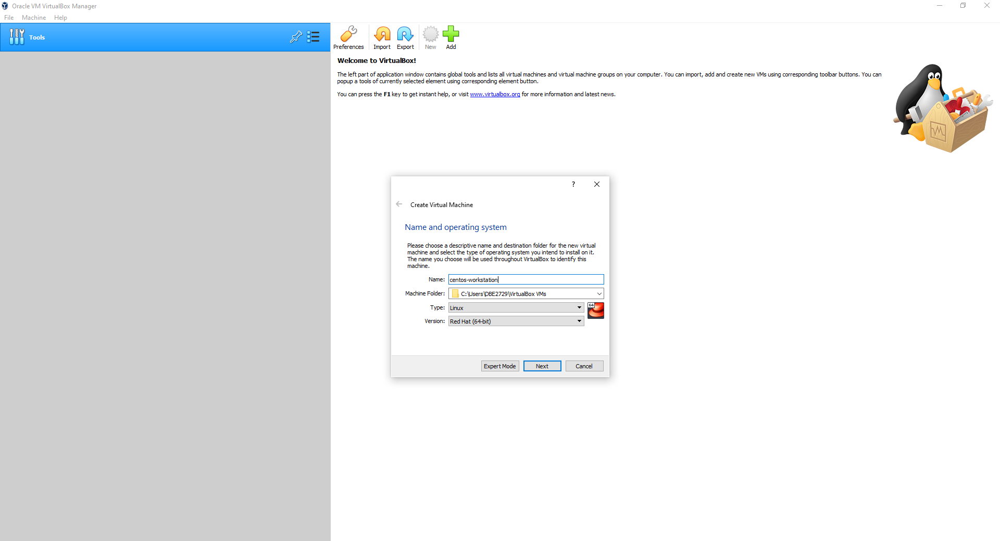 Oracle VM VirtualBox Manager
File Machine Help
Tools
Preferences Import Export New Add
Welcome to VirtualBox!
The left part of application window contains global tools and lists all virtual machines and virtual machine groups on your computer. You can import, add and create new VMs using corresponding toolbar buttons. You can
popup a tools of currently selected element using corresponding element button.
You can press the F1 key to get instant help, or visit www.virtualbox.org for more information and latest news.
?
Create Virtual Machine
Name and operating system
Please choose a descriptive name and destination folder for the new virtual
machine and select the type of operating system you intend to install on it.
The name you choose will be used throughout VirtualBox to identify this
machine.
Name: centos-workstation
Machine Folder: C:\Users\DBE2729\VirtualBox VMs
Type: Linux
64
Version: Red Hat (64-bit)
Expert Mode Next Cancel